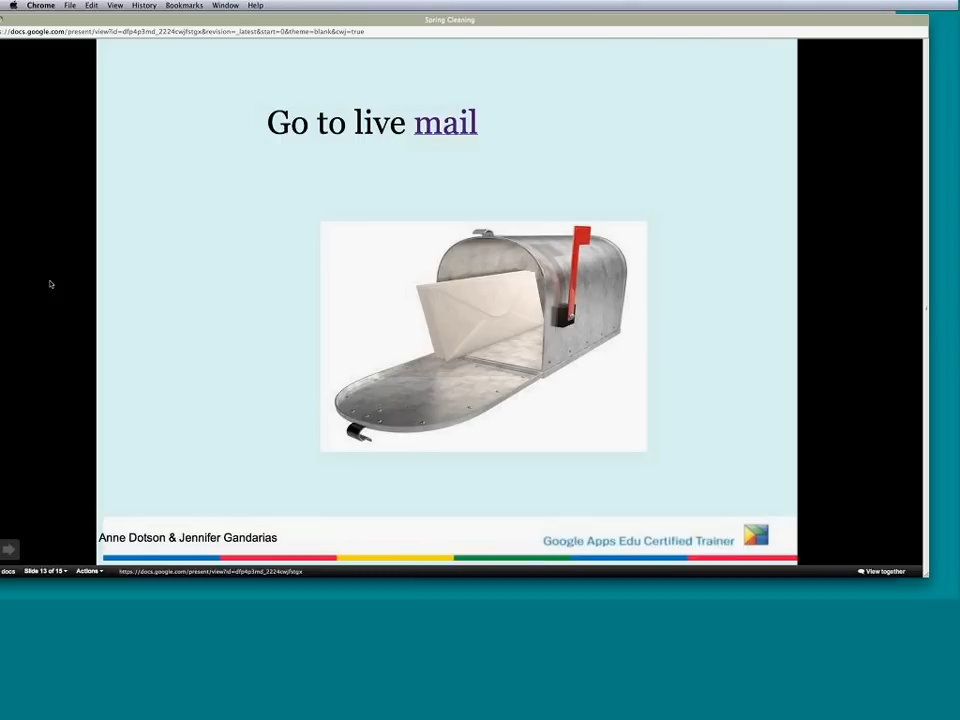 Chrome File Edit View History Bookmarks Window Help
Spring Cleaning
://docs.google.com/present/view?id=dfp4p3md_2224cwjfstgx&revision=_latest&start=0&theme=blank&cwj=true
Go to live mail
Anne Dotson & Jennifer Gandarias
Google Apps Edu Certified Trainer
docs Slide 13 of 15 Actions https://docs.google.com/present/view?id=dfp4p3md_2224cwjfstgx View together